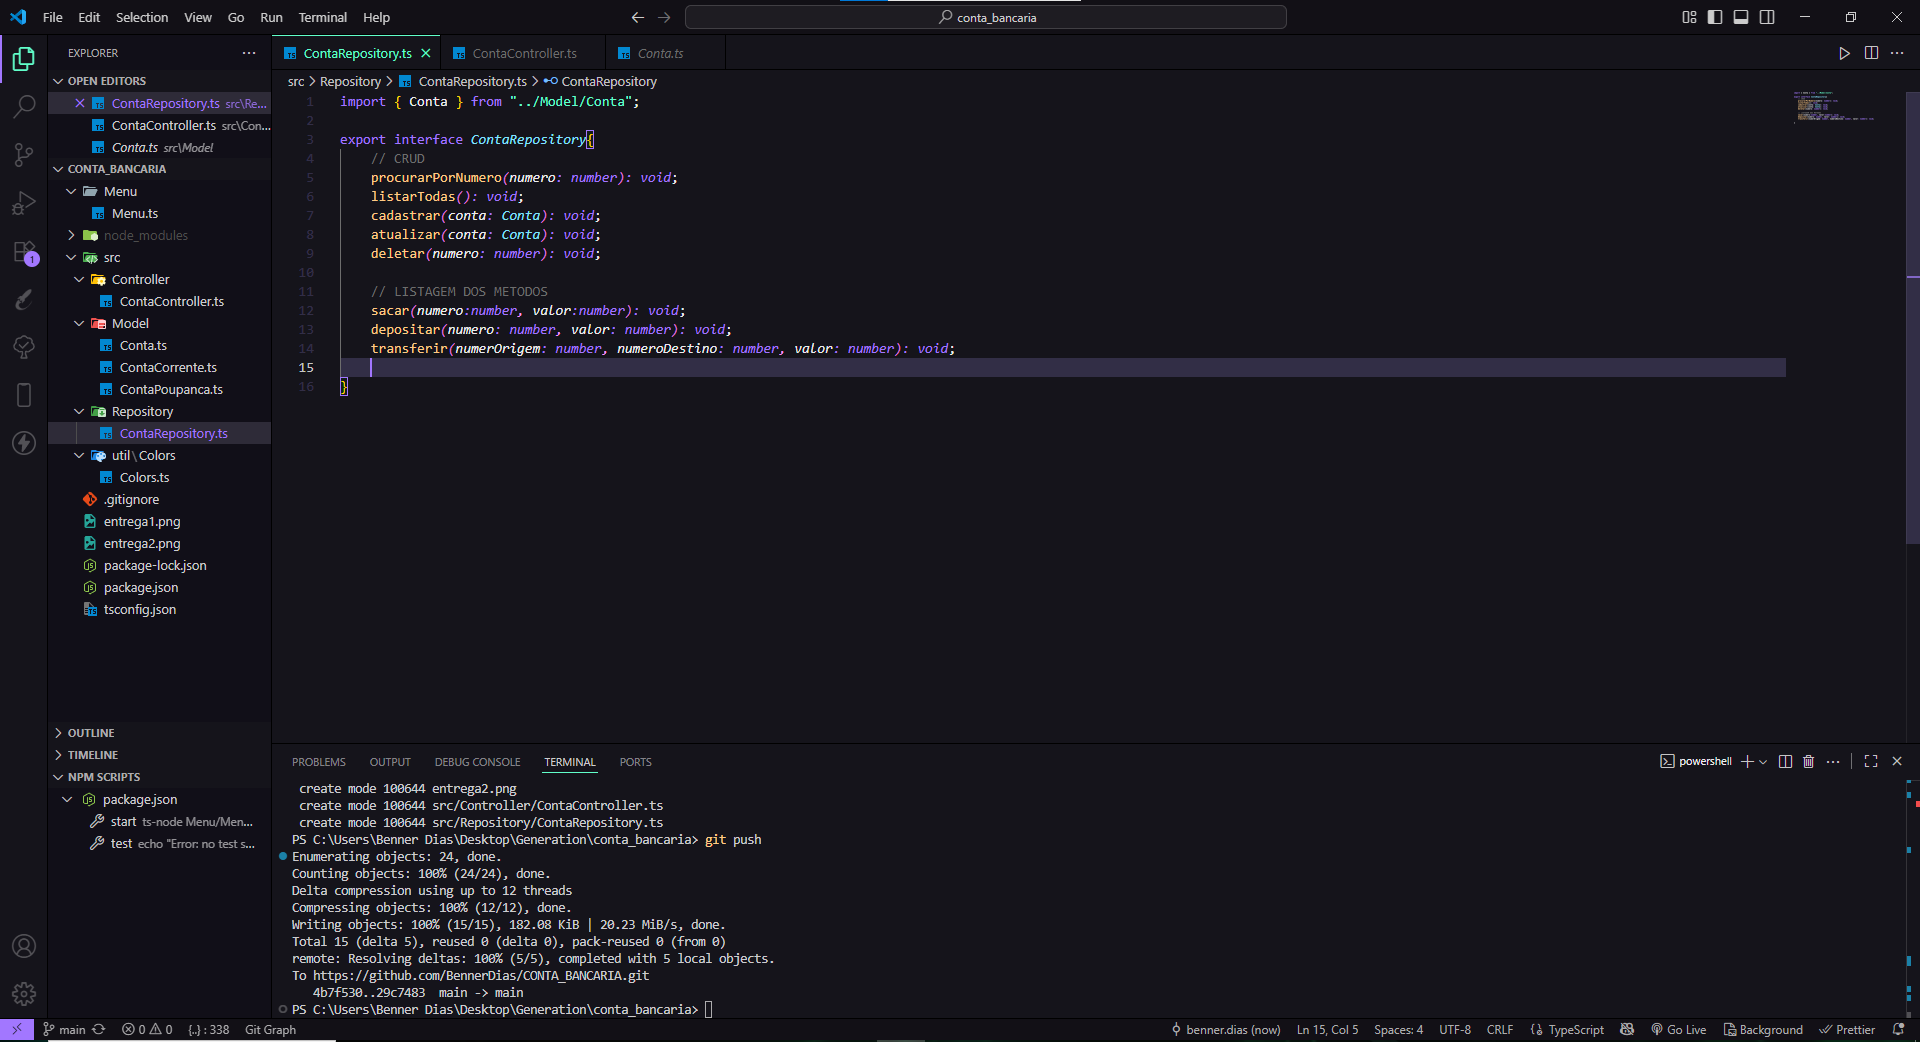 File Edit Selection View Go Run Terminal Help
conta_bancaria
EXPLORER
OPEN EDITORS
ContaRepository.ts src\Re...
ContaController.ts src\Con...
Conta.ts src\Model
CONTA_BANCARIA
Menu
Menu.ts
node_modules
src
Controller
ContaController.ts
Model
Conta.ts
ContaCorrente.ts
ContaPoupanca.ts
Repository
ContaRepository.ts
util\Colors
Colors.ts
.gitignore
entrega1.png
entrega2.png
package-lock.json
package.json
tsconfig.json
OUTLINE
TIMELINE
NPM SCRIPTS
package.json
start ts-node Menu/Men...
test echo "Error: no test s...
1
ContaRepository.ts ContaController.ts Conta.ts
src > Repository > ContaRepository.ts > ContaRepository
1 import { Conta } from "../Model/Conta";
2
3 export interface ContaRepository{
4 // CRUD
5 procurarPorNumero(numero: number): void;
6 listarTodas(): void;
7 cadastrar(conta: Conta): void;
8 atualizar(conta: Conta): void;
9 deletar(numero: number): void;
10
11 // LISTAGEM DOS METODOS
12 sacar(numero:number, valor:number): void;
13 depositar(numero: number, valor: number): void;
14 transferir(numerOrigem: number, numeroDestino: number, valor: number): void;
15
16 }
PROBLEMS OUTPUT DEBUG CONSOLE TERMINAL PORTS
powershell
create mode 100644 entrega2.png
create mode 100644 src/Controller/ContaController.ts
create mode 100644 src/Repository/ContaRepository.ts
PS C:\Users\Benner Dias\Desktop\Generation\conta_bancaria> git push
Enumerating objects: 24, done.
Counting objects: 100% (24/24), done.
Delta compression using up to 12 threads
Compressing objects: 100% (12/12), done.
Writing objects: 100% (15/15), 182.08 KiB | 20.23 MiB/s, done.
Total 15 (delta 5), reused 0 (delta 0), pack-reused 0 (from 0)
remote: Resolving deltas: 100% (5/5), completed with 5 local objects.
To https://github.com/BennerDias/CONTA_BANCARIA.git
4b7f530..29c7483 main -> main
PS C:\Users\Benner Dias\Desktop\Generation\conta_bancaria>
main 0 0 {..} : 338 Git Graph benner.dias (now) Ln 15, Col 5 Spaces: 4 UTF-8 CRLF TypeScript Go Live Background Prettier